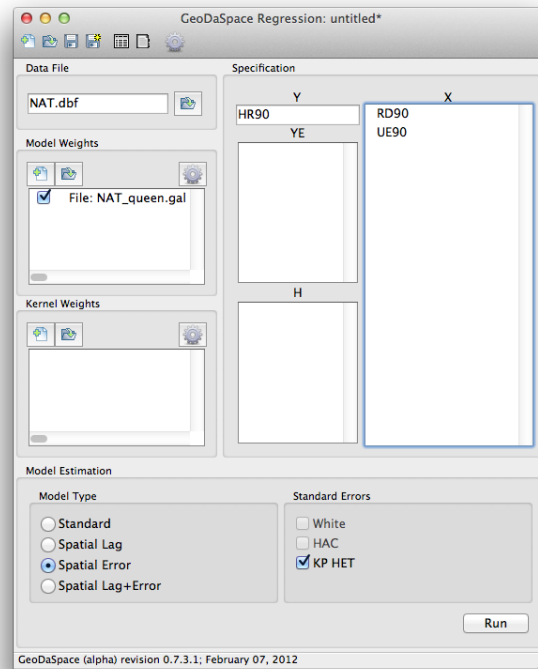 GeoDaSpace Regression: untitled*
Data File
NAT.dbf
Model Weights
File: NAT_queen.gal
Kernel Weights
Specification
Y
HR90
YE
H
X
RD90
UE90
Model Estimation
Model Type
Standard
Spatial Lag
Spatial Error
Spatial Lag+Error
Standard Errors
White
HAC
KP HET
Run
GeoDaSpace (alpha) revision 0.7.3.1; February 07, 2012